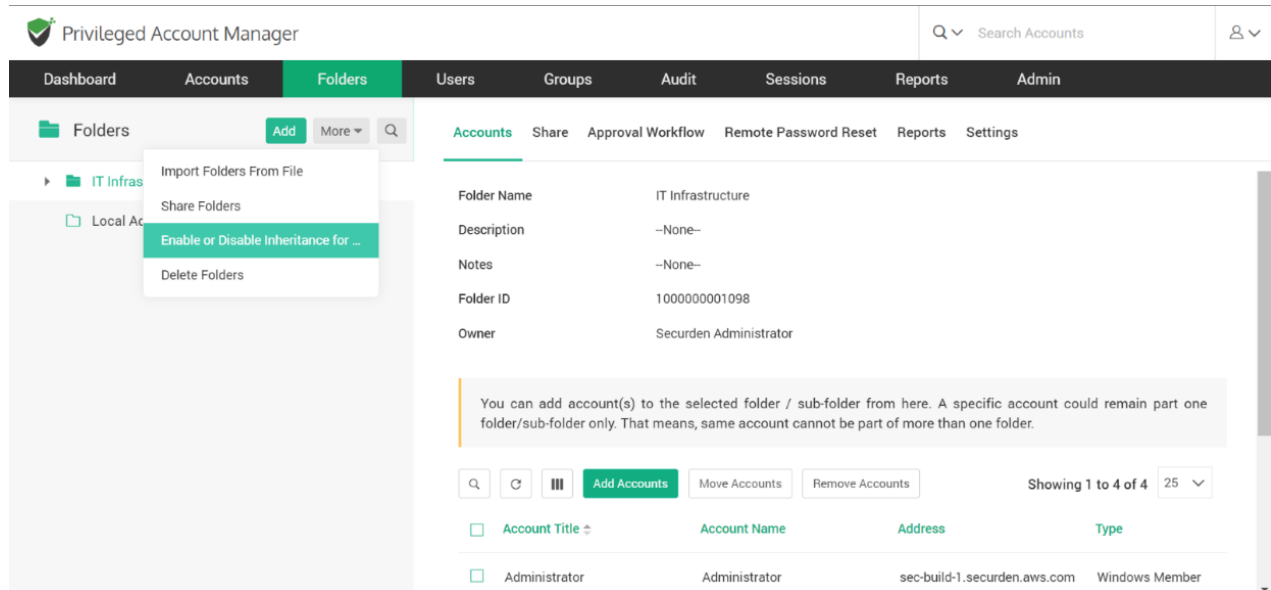 Privileged Account Manager
Search Accounts
Dashboard Accounts Folders Users Groups Audit Sessions Reports Admin
Folders Add More
Import Folders From File
Share Folders
Enable or Disable Inheritance for ...
Delete Folders
IT Infras
Local Ac
Accounts Share Approval Workflow Remote Password Reset Reports Settings
Folder Name IT Infrastructure
Description --None--
Notes --None--
Folder ID 1000000001098
Owner Securden Administrator
You can add account(s) to the selected folder / sub-folder from here. A specific account could remain part one
folder/sub-folder only. That means, same account cannot be part of more than one folder.
Add Accounts Move Accounts Remove Accounts Showing 1 to 4 of 4 25
Account Title Account Name Address Type
Administrator Administrator sec-build-1.securden.aws.com Windows Member